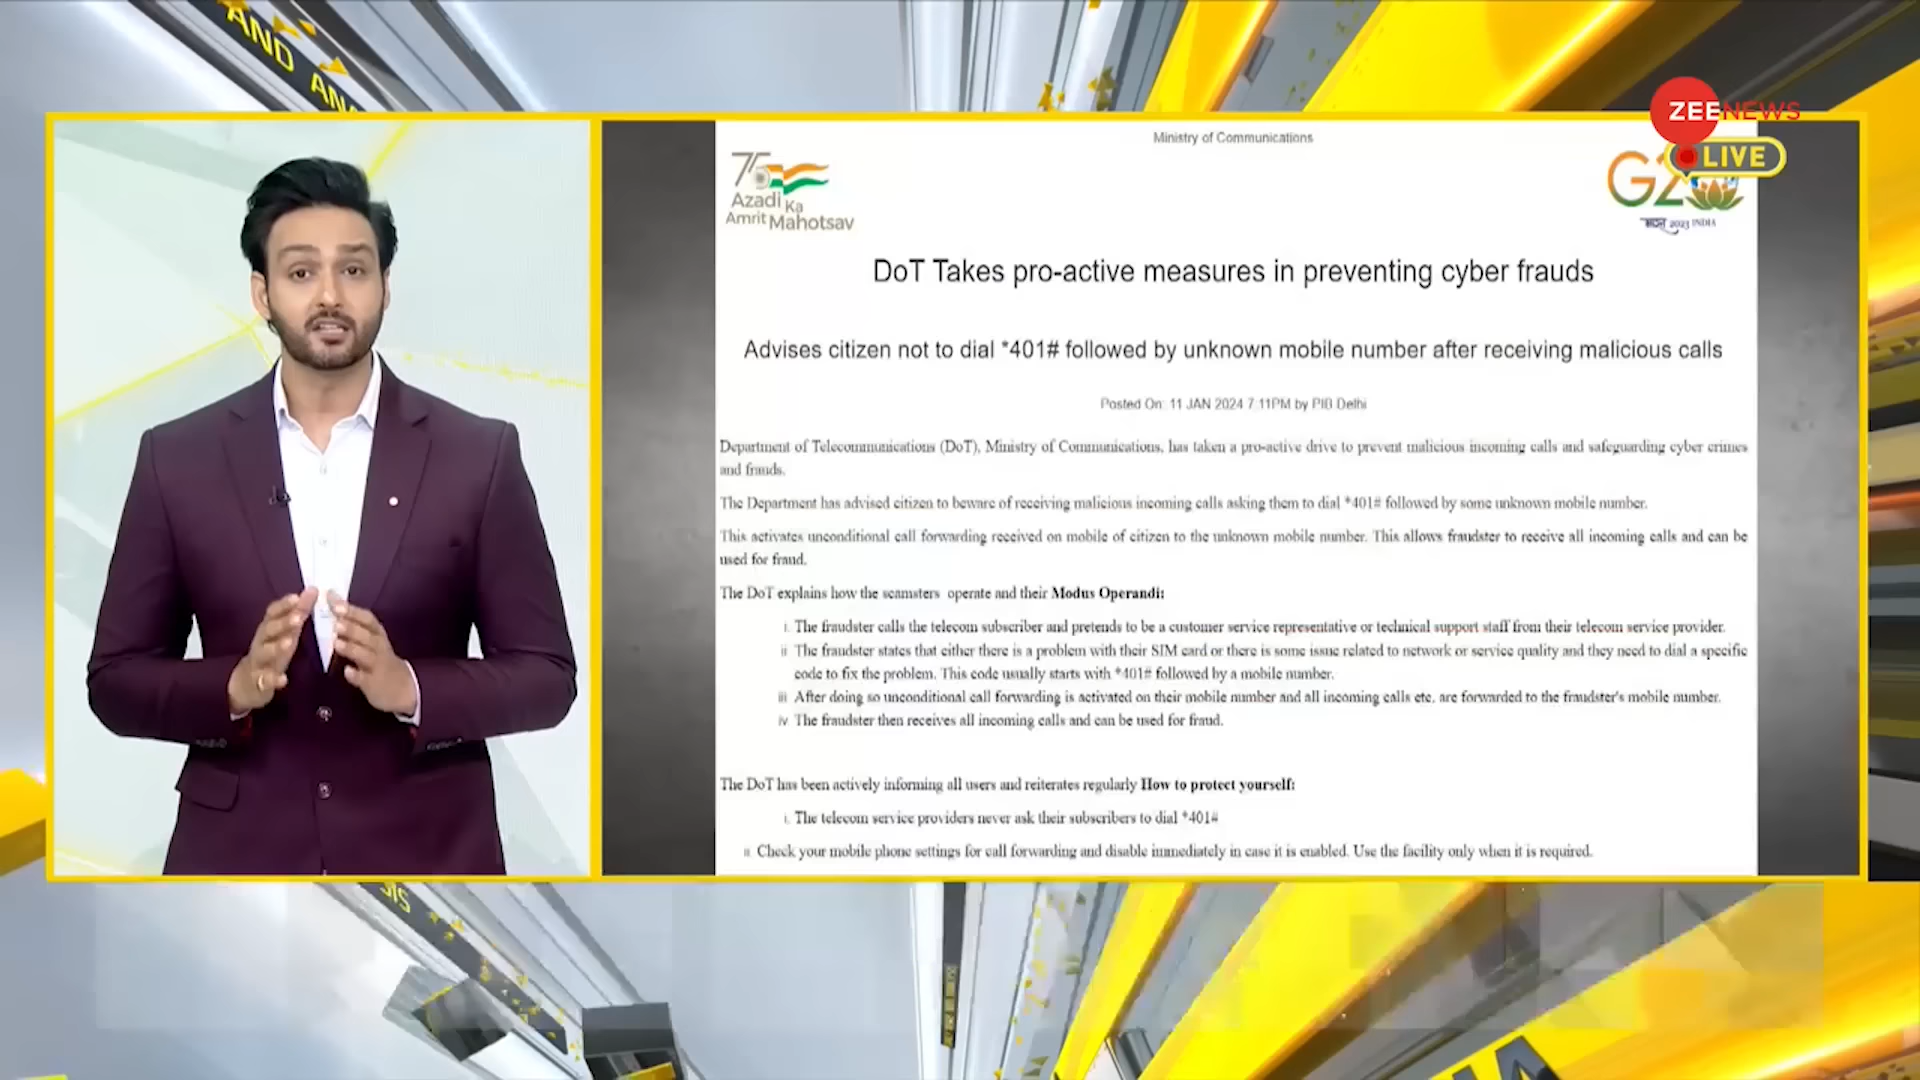 AND ANA
ZEE NEWS
LIVE
Ministry of Communications
75
Azadi Ka
Amrit Mahotsav
G20
भारत 2023 INDIA
DoT Takes pro-active measures in preventing cyber frauds
Advises citizen not to dial *401# followed by unknown mobile number after receiving malicious calls
Posted On: 11 JAN 2024 7:11PM by PIB Delhi
Department of Telecommunications (DoT), Ministry of Communications, has taken a pro-active drive to prevent malicious incoming calls and safeguarding cyber crimes
and frauds.
The Department has advised citizen to beware of receiving malicious incoming calls asking them to dial *401# followed by some unknown mobile number.
This activates unconditional call forwarding received on mobile of citizen to the unknown mobile number. This allows fraudster to receive all incoming calls and can be
used for fraud.
The DoT explains how the scamsters operate and their Modus Operandi:
i. The fraudster calls the telecom subscriber and pretends to be a customer service representative or technical support staff from their telecom service provider.
ii The fraudster states that either there is a problem with their SIM card or there is some issue related to network or service quality and they need to dial a specific
code to fix the problem. This code usually starts with *401# followed by a mobile number.
iii After doing so unconditional call forwarding is activated on their mobile number and all incoming calls etc. are forwarded to the fraudster's mobile number.
iv The fraudster then receives all incoming calls and can be used for fraud.
The DoT has been actively informing all users and reiterates regularly How to protect yourself:
i. The telecom service providers never ask their subscribers to dial *401#
ii Check your mobile phone settings for call forwarding and disable immediately in case it is enabled. Use the facility only when it is required.
SIS